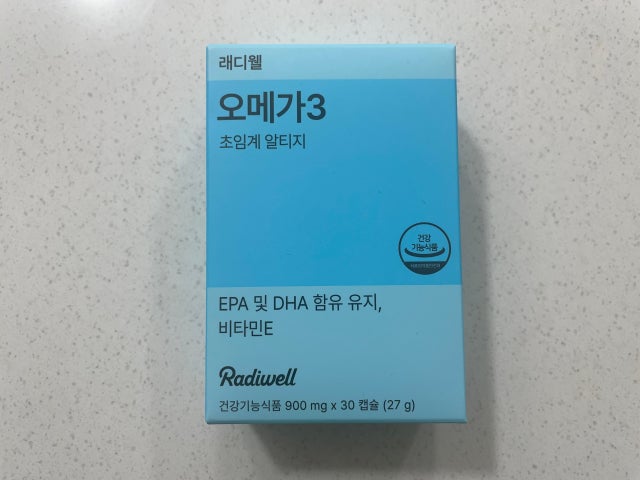 래디웰
오메가3
초임계 알티지
건강
기능식품
EPA 및 DHA 함유 유지,
비타민E
Radiwell
건강기능식품 900 mg x 30 캡슐 (27 g)